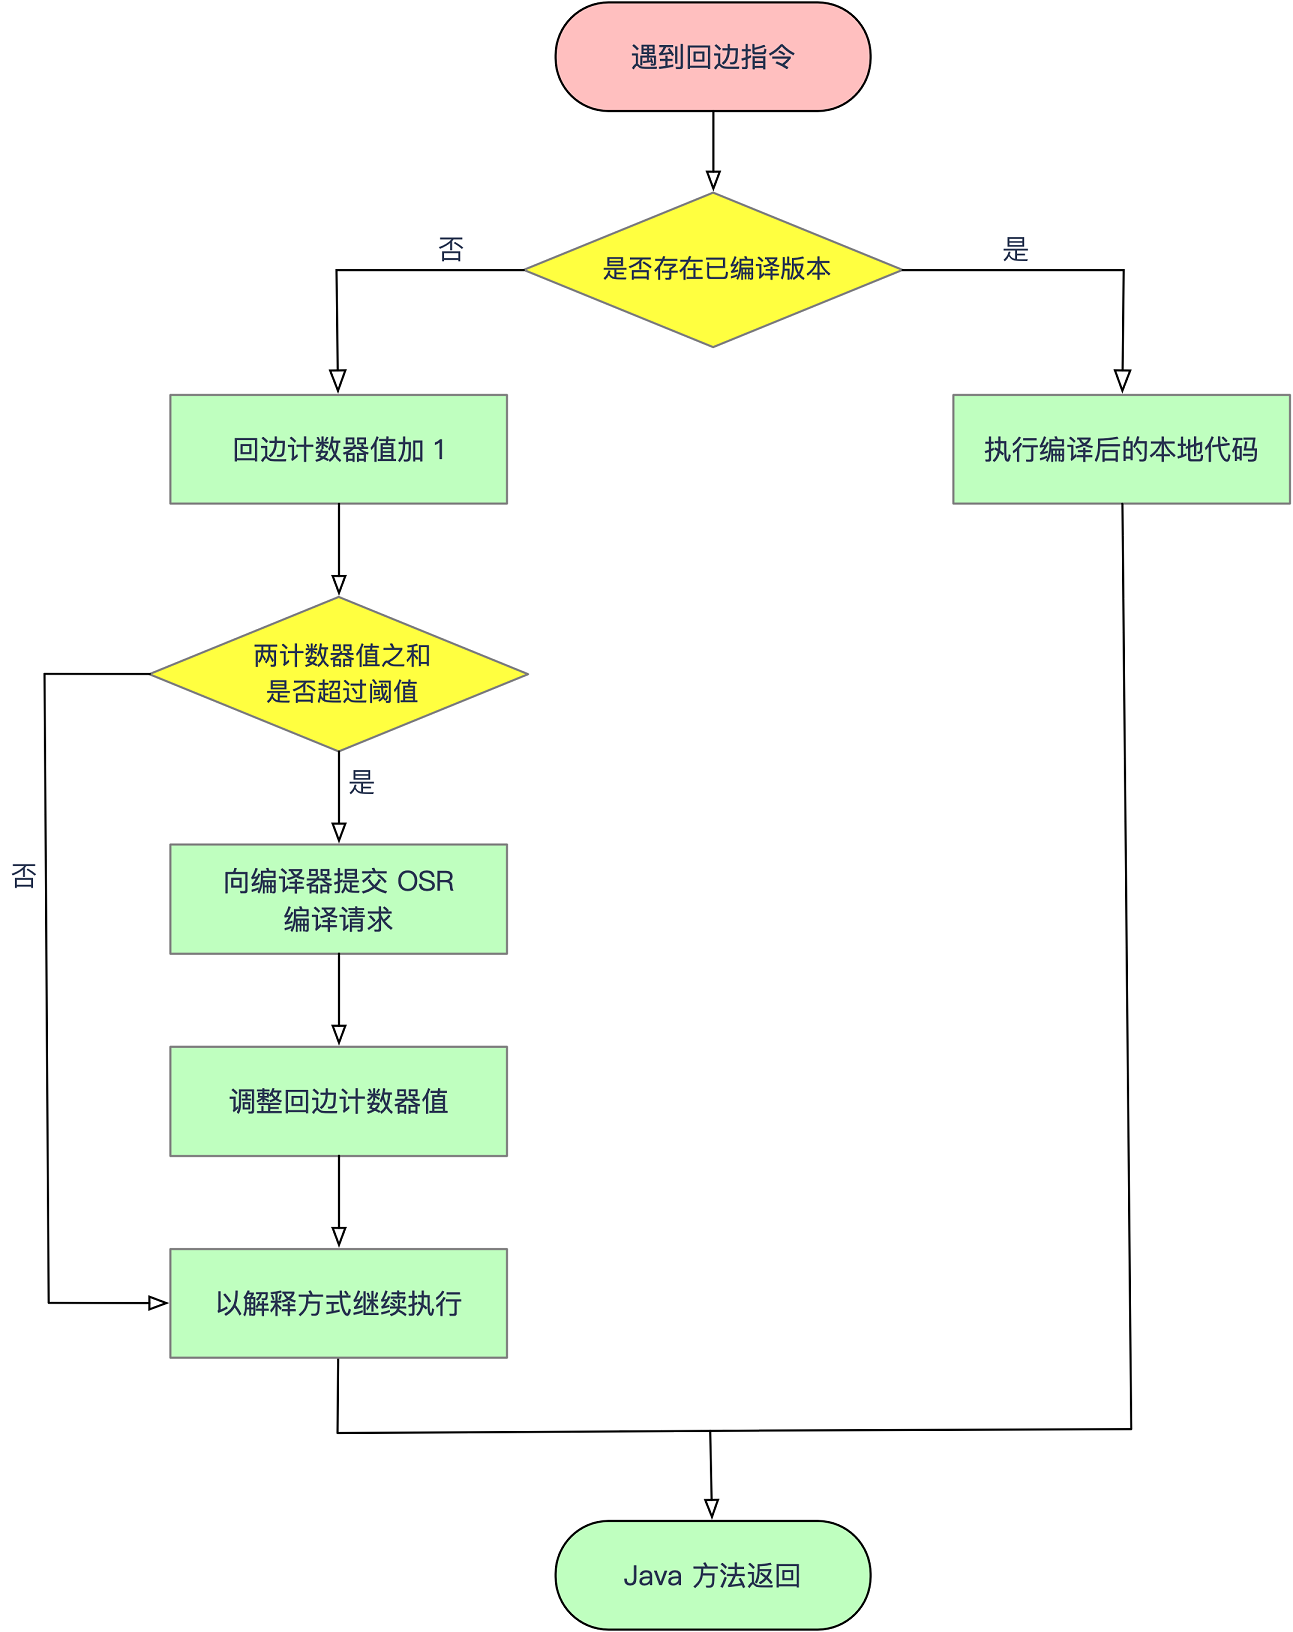 遇到回边指令
是否存在已编译版本
否
是
回边计数器值加 1
执行编译后的本地代码
两计数器值之和
是否超过阈值
是
否
向编译器提交 OSR
编译请求
调整回边计数器值
以解释方式继续执行
Java 方法返回